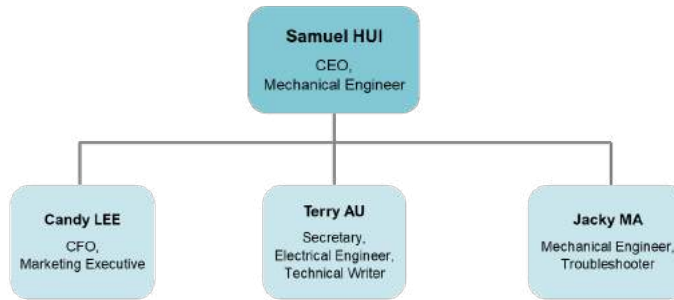 Samuel HUI
CEO,
Mechanical Engineer
Candy LEE
CFO,
Marketing Executive
Terry AU
Secretary,
Electrical Engineer,
Technical Writer
Jacky MA
Mechanical Engineer,
Troubleshooter